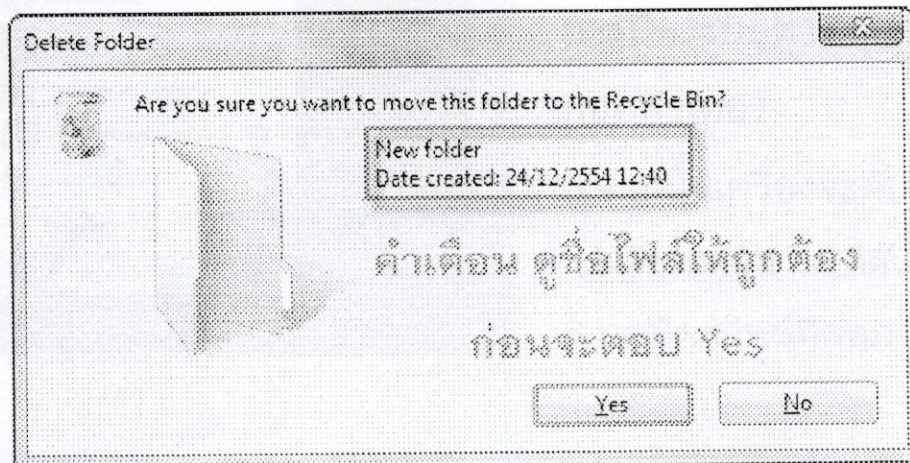 Delete Folder
Are you sure you want to move this folder to the Recycle Bin?
New folder
Date created: 24/12/2554 12:40
คำเตือน ดูชื่อไฟล์ให้ถูกต้อง
ก่อนจะตอบ Yes
Yes
No